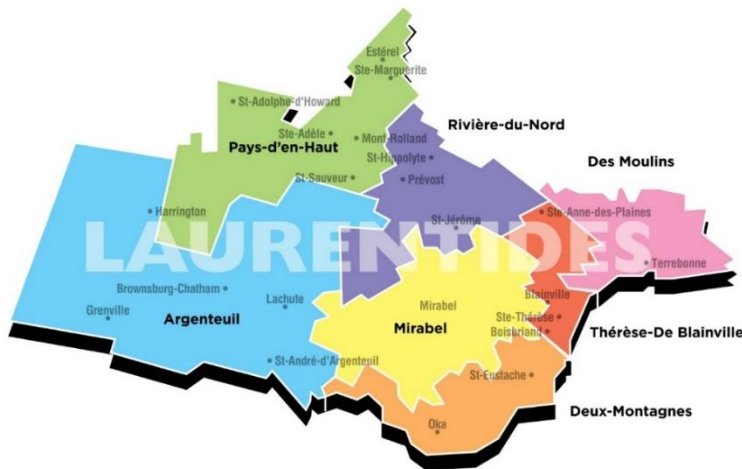 Estérel
Ste-Marguerite
St-Adolphe-d'Howard
Rivière-du-Nord
Ste-Adèle
Mont-Rolland
Pays-d'en-Haut
St-Hippolyte
Des Moulins
St-Sauveur
Prévost
Harrington
Ste-Anne-des-Plaines
St-Jérôme
LAURENTIDES
Terrebonne
Brownsburg-Chatham
Blainville
Lachute
Mirabel
Grenville
Argenteuil
Mirabel
Ste-Thérèse
Boisbriand
Thérèse-De Blainville
St-André-d'Argenteuil
St-Eustache
Deux-Montagnes
Oka